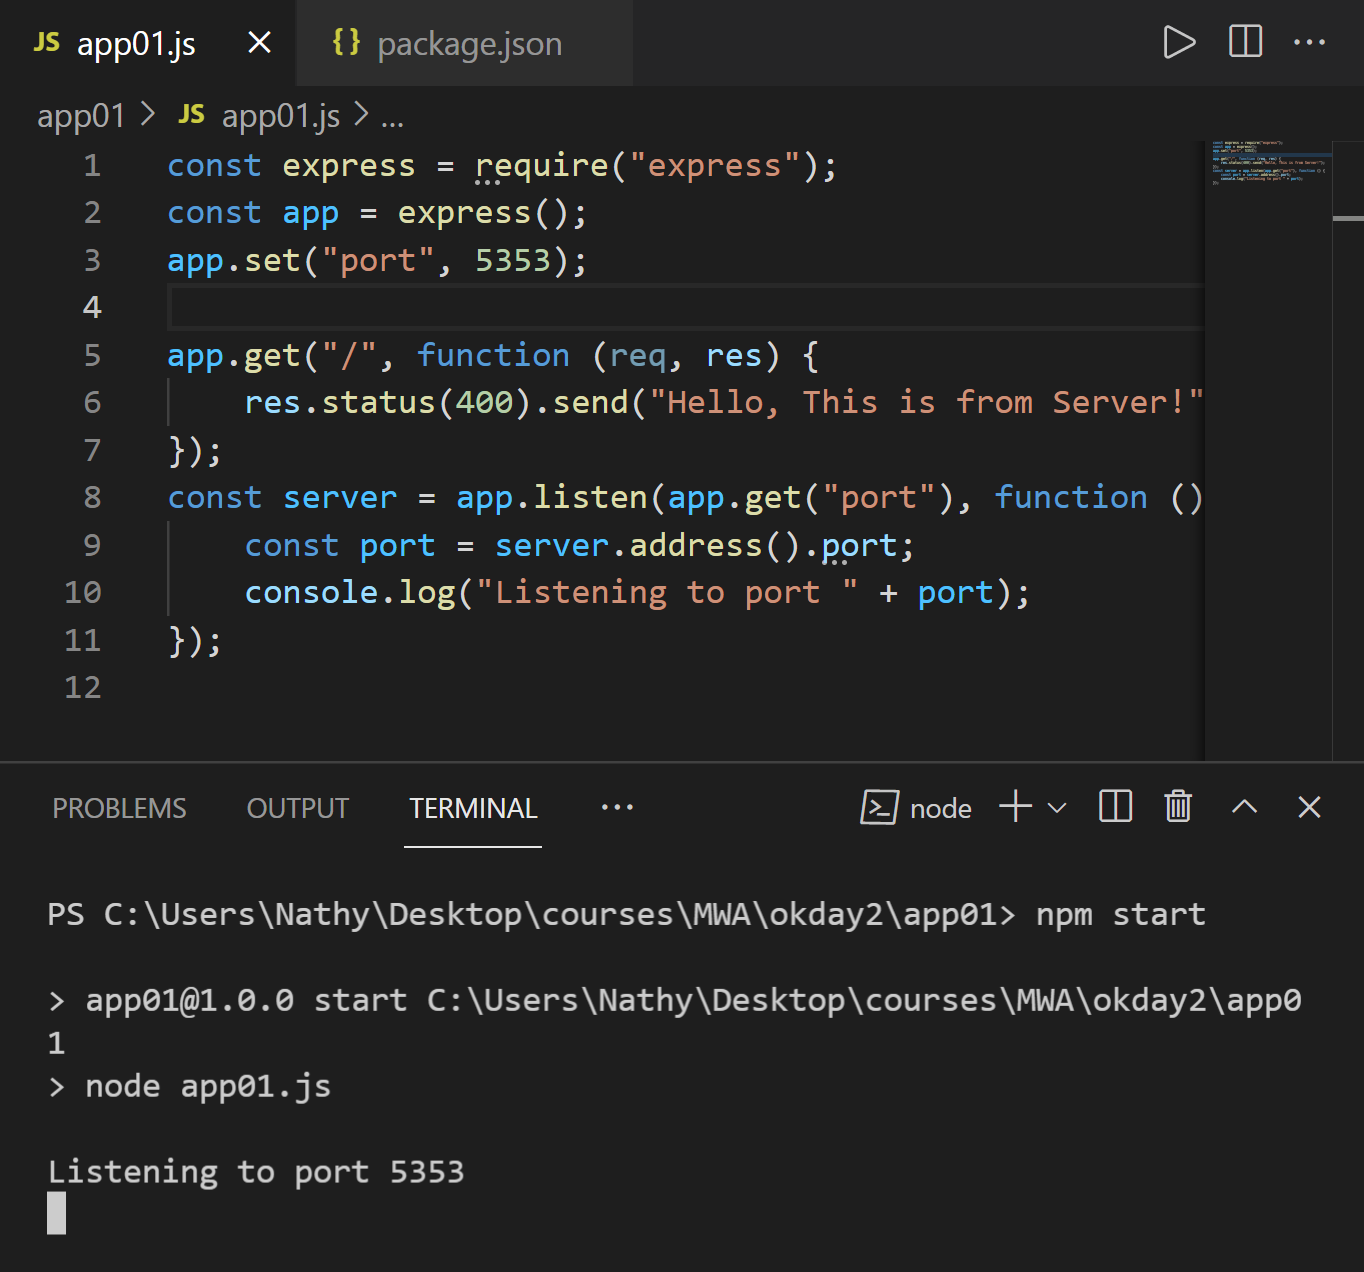 JS app01.js × {} package.json
app01 > JS app01.js > ...
1 const express = require("express");
2 const app = express();
3 app.set("port", 5353);
4
5 app.get("/", function (req, res) {
6 res.status(400).send("Hello, This is from Server!"
7 });
8 const server = app.listen(app.get("port"), function ()
9 const port = server.address().port;
10 console.log("Listening to port " + port);
11 });
12
PROBLEMS OUTPUT TERMINAL ... node
PS C:\Users\Nathy\Desktop\courses\MWA\okday2\app01> npm start
> app01@1.0.0 start C:\Users\Nathy\Desktop\courses\MWA\okday2\app0
1
> node app01.js
Listening to port 5353